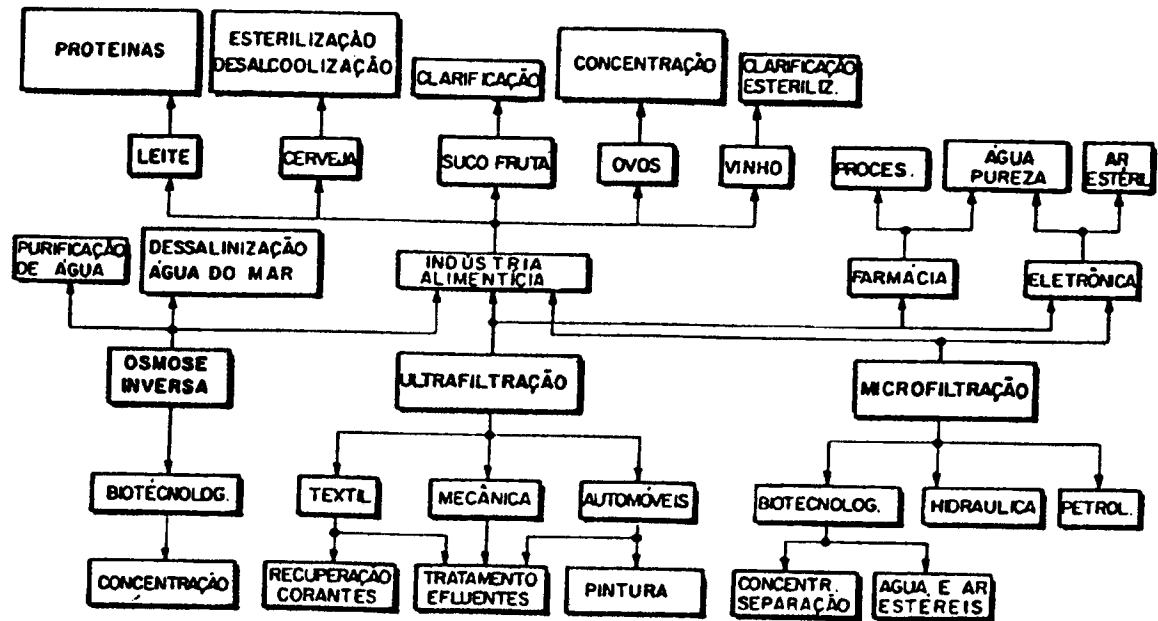 PROTEINAS
ESTERILIZAÇÃO
DESALCOOLIZAÇÃO
CLARIFICAÇÃO
CONCENTRAÇÃO
CLARIFICAÇÃO
ESTERILIZ.
LEITE
CERVEJA
SUCO FRUTA
OVOS
VINHO
PROCES.
ÁGUA
PUREZA
AR
ESTÉRIL
PURIFICAÇÃO
DE ÁGUA
DESSALINIZAÇÃO
ÁGUA DO MAR
INDÚSTRIA
ALIMENTÍCIA
FARMÁCIA
ELETRÔNICA
OSMOSE
INVERSA
ULTRAFILTRAÇÃO
MICROFILTRAÇÃO
BIOTÉCNOLOG.
TEXTIL
MECÂNICA
AUTOMÓVEIS
BIOTECNOLOG.
HIDRAULICA
PETROL.
CONCENTRAÇÃO
RECUPERAÇÃO
CORANTES
TRATAMENTO
EFLUENTES
PINTURA
CONCENTR.
SEPARAÇÃO
AGUA E AR
ESTÉREIS